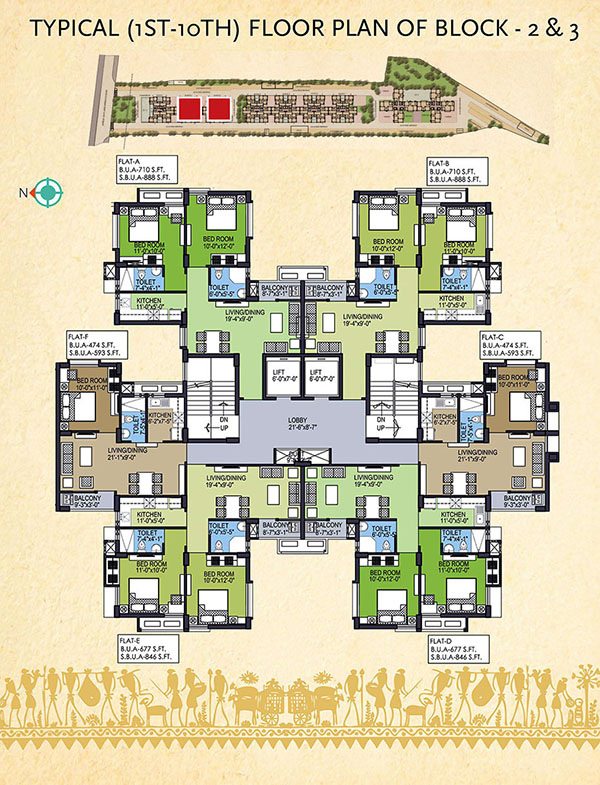 TYPICAL (1ST-10TH) FLOOR PLAN OF BLOCK - 2 & 3
N
FLAT-A
B.U.A-710 S.FT.
S.B.U.A-888 S.FT.
FLAT-B
B.U.A-710 S.FT.
S.B.U.A-888 S.FT.
BED ROOM
11'-0"x10'-0"
BED ROOM
10'-0"x12'-0"
BED ROOM
10'-0"x12'-0"
BED ROOM
11'-0"x10'-0"
TOILET
7'-4"x4'-1"
TOILET
6'-0"x5'-5"
BALCONY
8'-7"x3'-1"
BALCONY
8'-7"x3'-1"
TOILET
6'-0"x5'-5"
TOILET
7'-4"x4'-1"
KITCHEN
11'-0"x5'-0"
KITCHEN
11'-0"x5'-0"
LIVING/DINING
19'-4"x9'-0"
LIVING/DINING
19'-4"x9'-0"
FLAT-F
B.U.A-474 S.FT.
S.B.U.A-593 S.FT.
FLAT-C
B.U.A-474 S.FT.
S.B.U.A-593 S.FT.
LIFT
6'-0"x7'-0"
LIFT
6'-0"x7'-0"
BED ROOM
10'-0"x11'-0"
BED ROOM
10'-0"x11'-0"
KITCHEN
6'-2"x7'-5"
KITCHEN
6'-2"x7'-5"
TOILET
TOILET
DN
UP
DN
UP
LOBBY
21'-6"x8'-7"
LIVING/DINING
21'-1"x9'-0"
LIVING/DINING
21'-1"x9'-0"
LIVING/DINING
19'-4"x9'-0"
LIVING/DINING
19'-4"x9'-0"
BALCONY
9'-3"x3'-0"
BALCONY
9'-3"x3'-0"
KITCHEN
11'-0"x5'-0"
KITCHEN
11'-0"x5'-0"
TOILET
7'-4"x4'-1"
TOILET
6'-0"x5'-5"
BALCONY
8'-7"x3'-1"
BALCONY
8'-7"x3'-1"
TOILET
6'-0"x5'-5"
TOILET
7'-4"x4'-1"
BED ROOM
11'-0"x10'-0"
BED ROOM
10'-0"x12'-0"
BED ROOM
10'-0"x12'-0"
BED ROOM
11'-0"x10'-0"
FLAT-E
B.U.A-677 S.FT.
S.B.U.A-846 S.FT.
FLAT-D
B.U.A-677 S.FT.
S.B.U.A-846 S.FT.